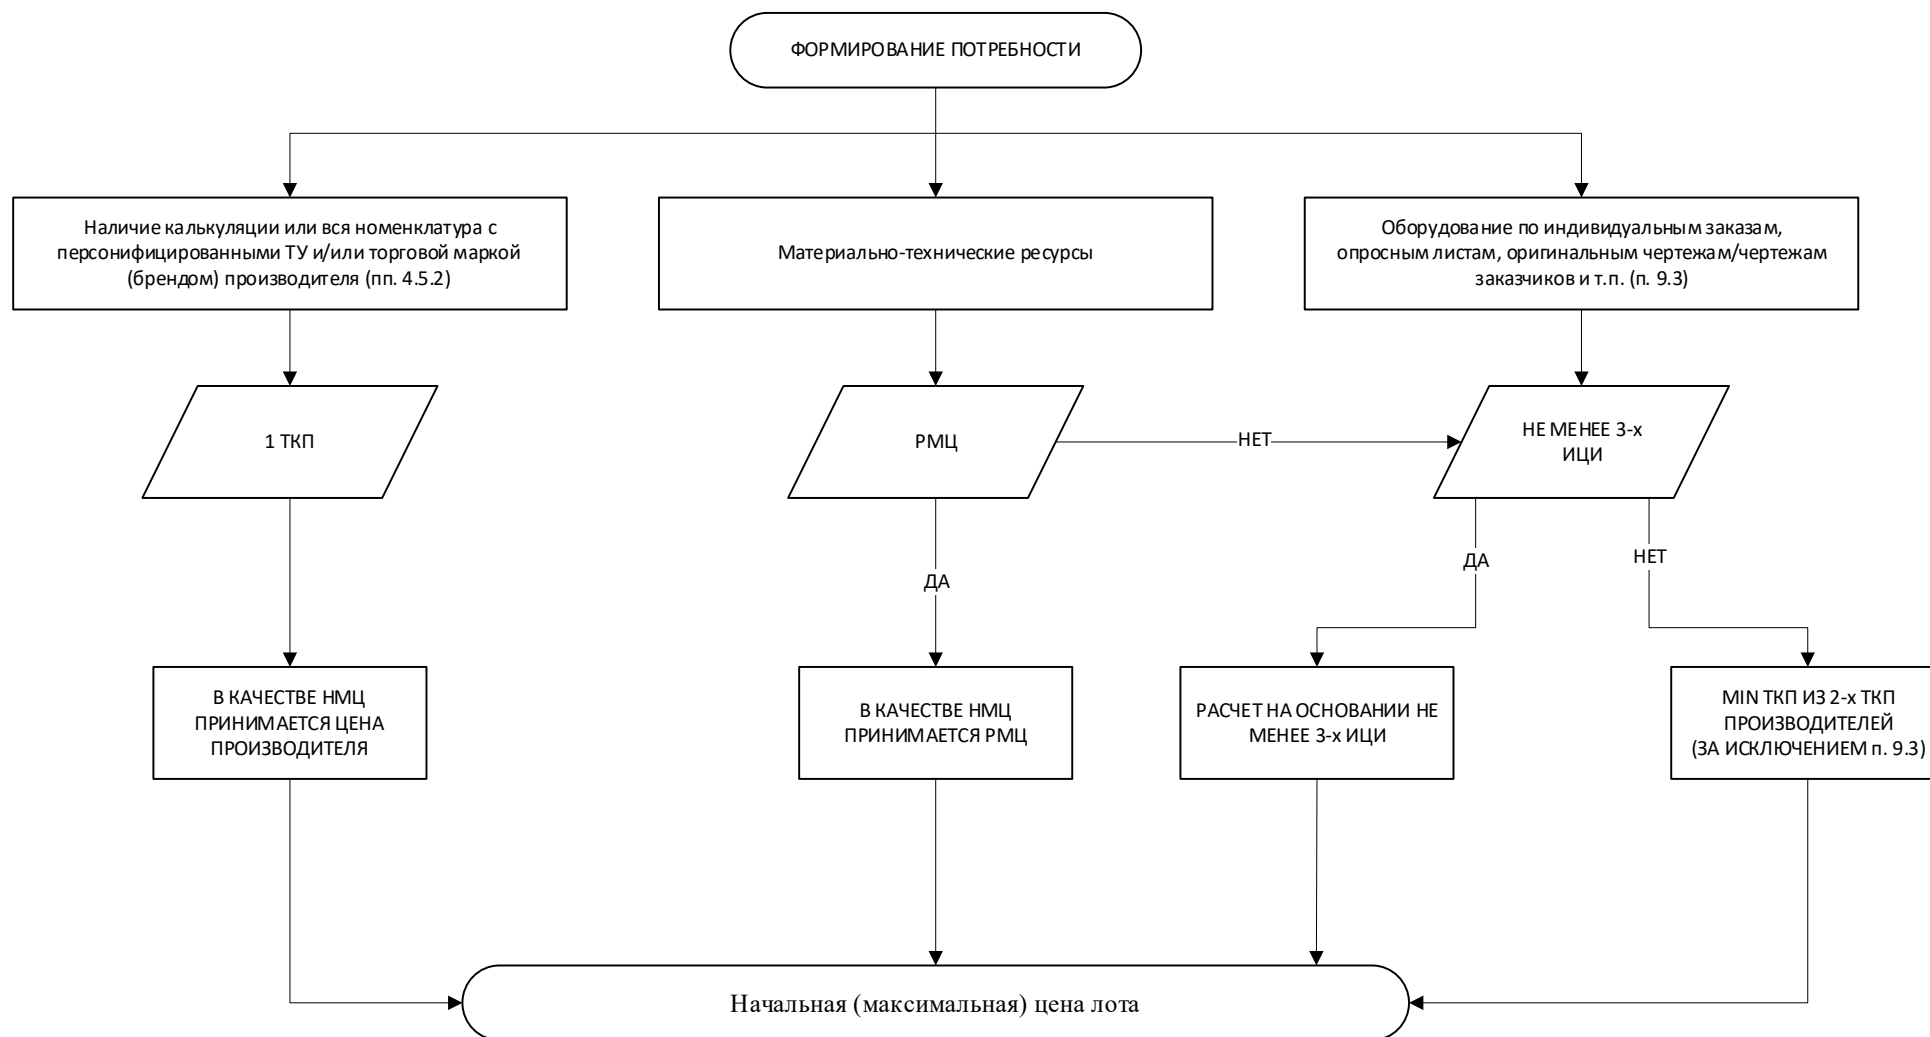 ФОРМИРОВАНИЕ ПОТРЕБНОСТИ
Наличие калькуляции или вся номенклатура с
персонифицированными ТУ и/или торговой маркой
(брендом) производителя (пп. 4.5.2)
Материально-технические ресурсы
Оборудование по индивидуальным заказам,
опросным листам, оригинальным чертежам/чертежам
заказчиков и т.п. (п. 9.3)
1 ТКП
РМЦ
НЕТ
НЕ МЕНЕЕ 3-х
ИЦИ
ДА
ДА
НЕТ
В КАЧЕСТВЕ НМЦ
ПРИНИМАЕТСЯ ЦЕНА
ПРОИЗВОДИТЕЛЯ
В КАЧЕСТВЕ НМЦ
ПРИНИМАЕТСЯ РМЦ
РАСЧЕТ НА ОСНОВАНИИ НЕ
МЕНЕЕ 3-х ИЦИ
MIN ТКП ИЗ 2-х ТКП
ПРОИЗВОДИТЕЛЕЙ
(ЗА ИСКЛЮЧЕНИЕМ п. 9.3)
Начальная (максимальная) цена лота